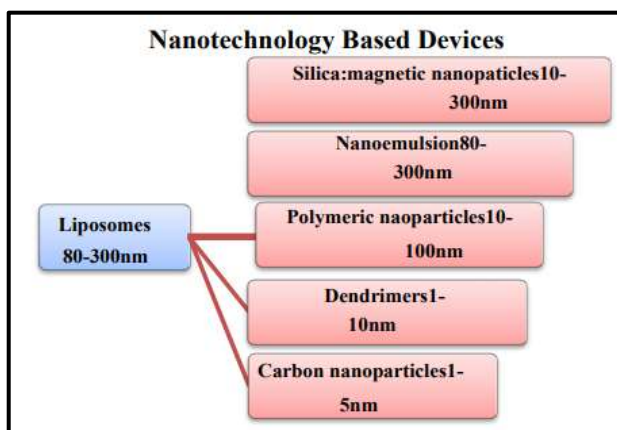 Nanotechnology Based Devices
Silica:magnetic nanopaticles10-
300nm
Nanoemulsion80-
300nm
Liposomes
80-300nm
Polymeric naoparticles10-
100nm
Dendrimers1-
10nm
Carbon nanoparticles1-
5nm